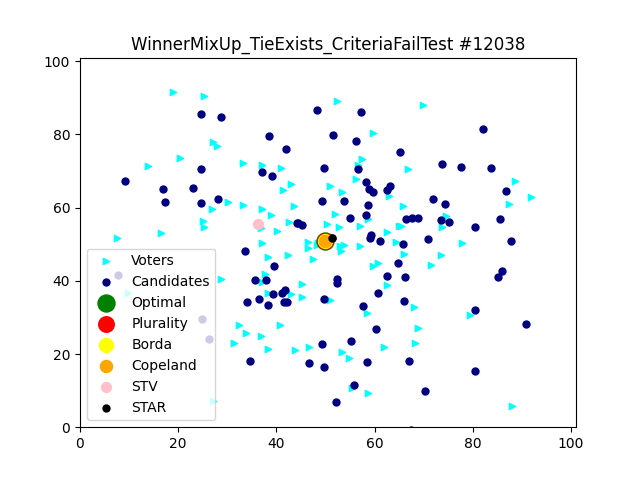 WinnerMixUp_TieExists_CriteriaFailTest #12038
100
80
60
40
20
0
Voters
Candidates
Optimal
Plurality
Borda
Copeland
STV
STAR
0 20 40 60 80 100